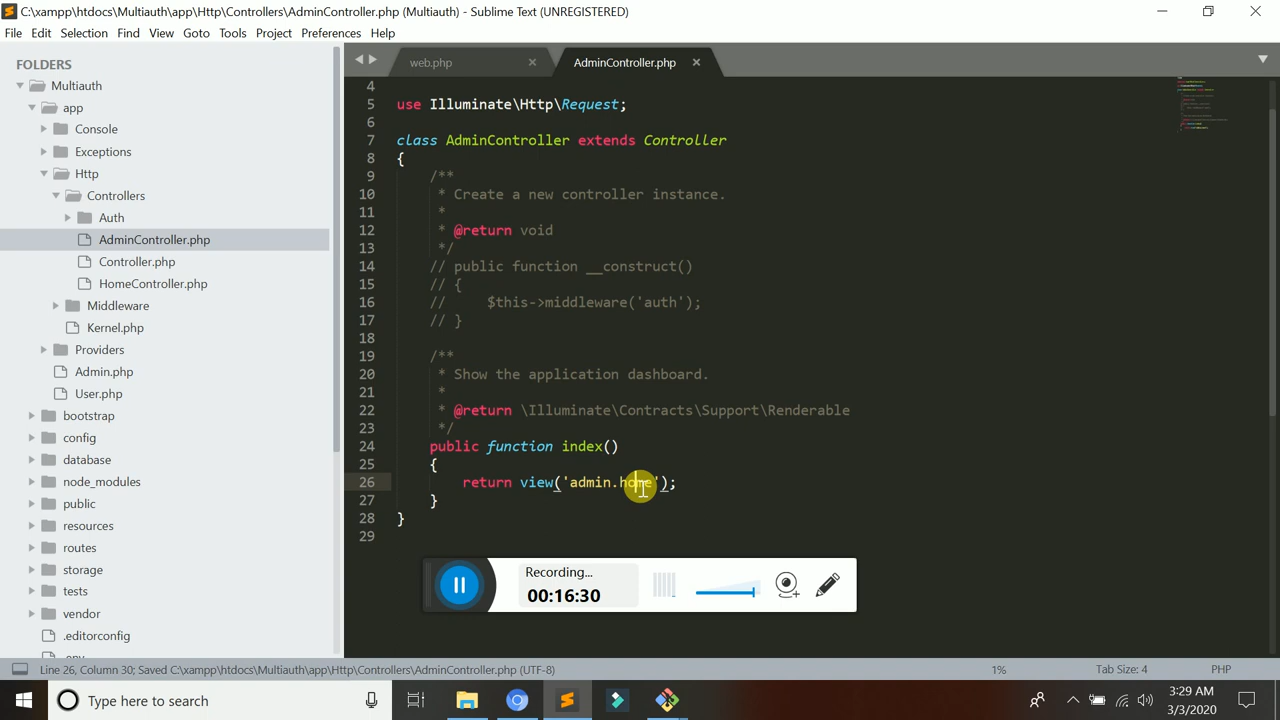 C:\xampp\htdocs\Multiauth\app\Http\Controllers\AdminController.php (Multiauth) - Sublime Text (UNREGISTERED)
File Edit Selection Find View Goto Tools Project Preferences Help
FOLDERS
Multiauth
app
Console
Exceptions
Http
Controllers
Auth
AdminController.php
Controller.php
HomeController.php
Middleware
Kernel.php
Providers
Admin.php
User.php
bootstrap
config
database
node_modules
public
resources
routes
storage
tests
vendor
.editorconfig
web.php
AdminController.php
4
5 use Illuminate\Http\Request;
6
7 class AdminController extends Controller
8 {
9 /**
10 * Create a new controller instance.
11 *
12 * @return void
13 */
14 // public function __construct()
15 // {
16 // $this->middleware('auth');
17 // }
18
19 /**
20 * Show the application dashboard.
21 *
22 * @return \Illuminate\Contracts\Support\Renderable
23 */
24 public function index()
25 {
26 return view('admin.home');
27 }
28 }
29
Recording...
00:16:30
Line 26, Column 30; Saved C:\xampp\htdocs\Multiauth\app\Http\Controllers\AdminController.php (UTF-8)
1%
Tab Size: 4
PHP
Type here to search
3:29 AM
3/3/2020